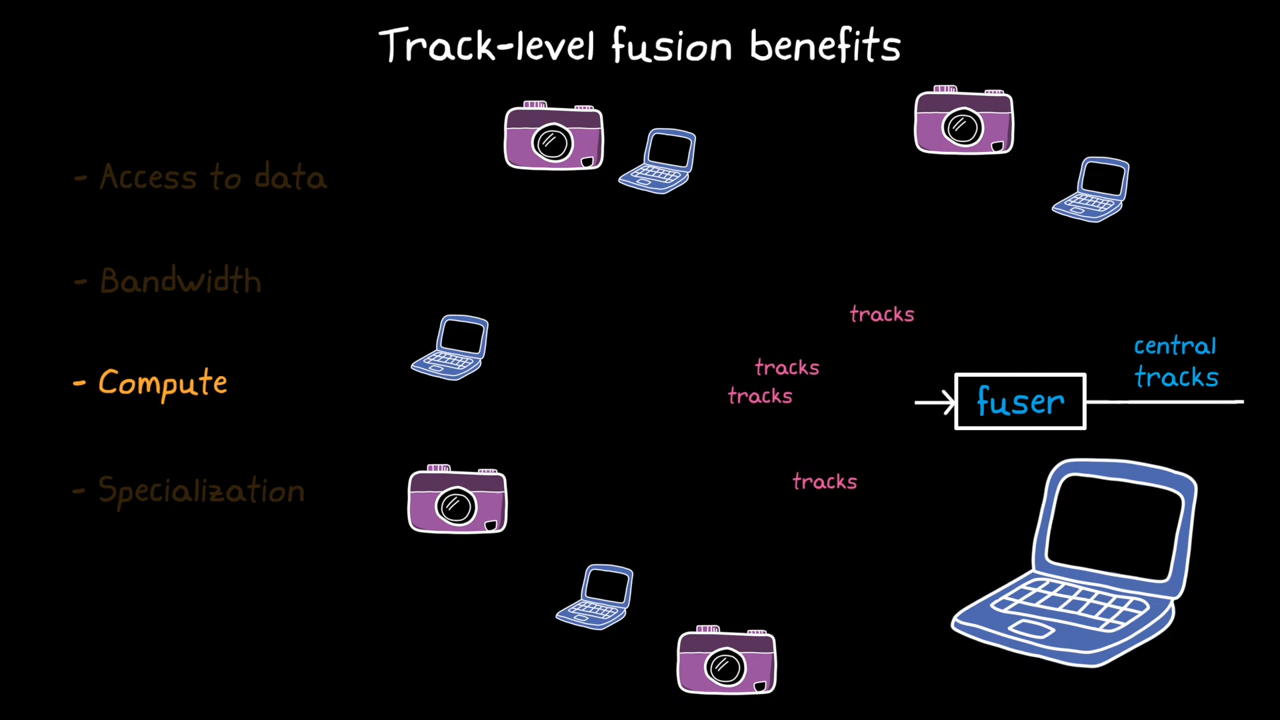 Track-level fusion benefits
- Access to data
- Bandwidth
- Compute
- Specialization
tracks
tracks
tracks
tracks
fuser
central
tracks